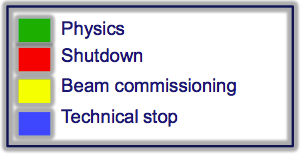 Physics
Shutdown
Beam commissioning
Technical stop